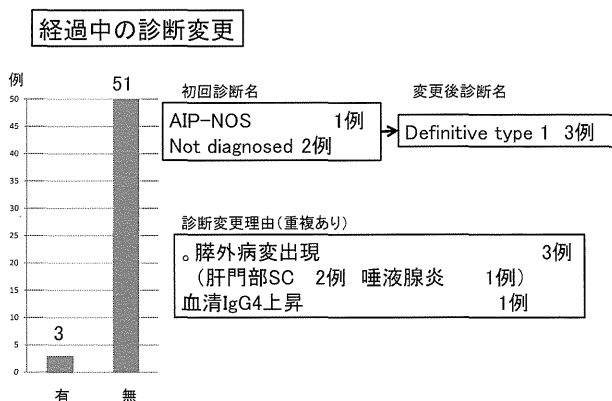 経過中の診断変更
例
50
45
40
35
30
25
20
15
10
5
0
51
3
有 無
初回診断名
AIP-NOS 1例
Not diagnosed 2例
変更後診断名
Definitive type 1 3例
診断変更理由(重複あり)
。膵外病変出現 3例
(肝門部SC 2例 唾液腺炎 1例)
血清IgG4上昇 1例